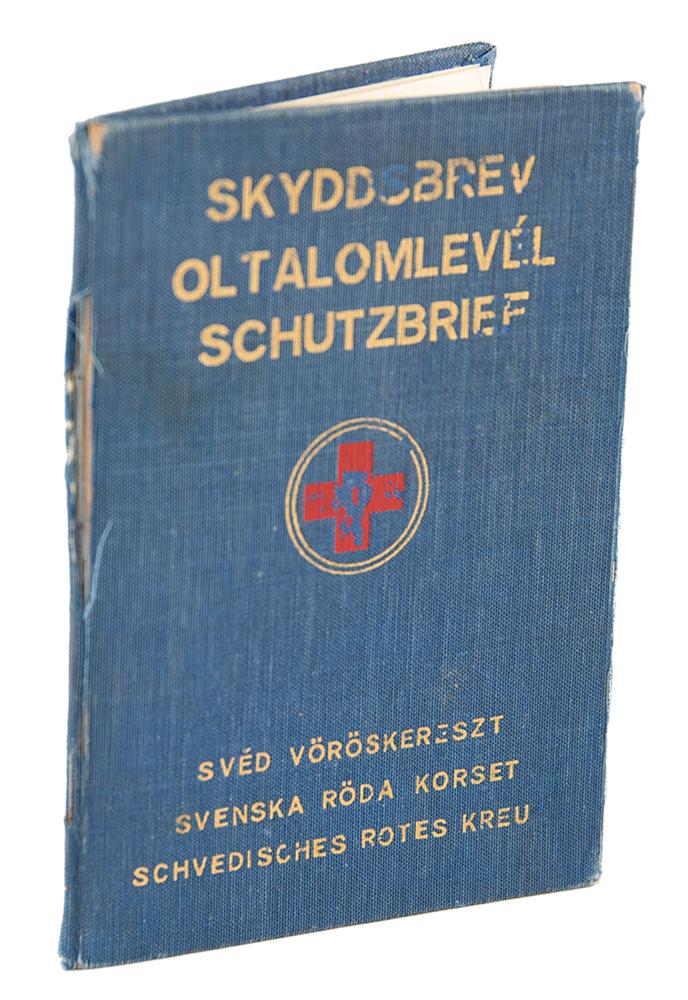 SKYDDSBREV
OLTALOMLEVÉL
SCHUTZBRIEF
SVÉD VÖRÖSKERESZT
SVENSKA RÖDA KORSET
SCHVEDISCHES ROTES KREU